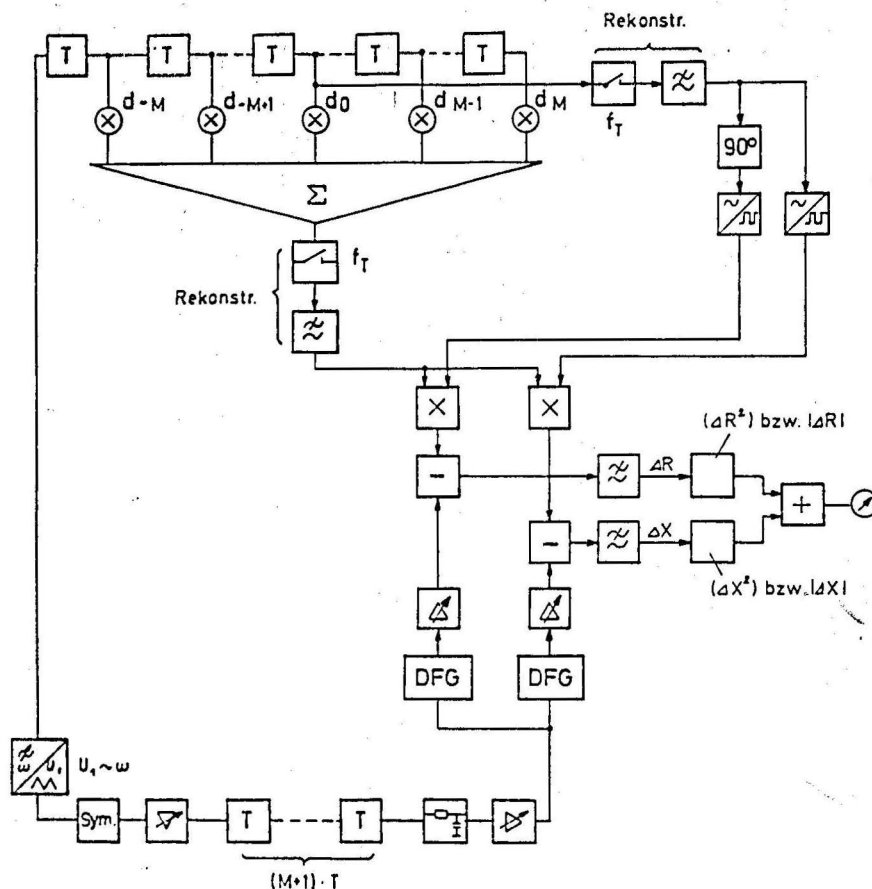 Rekonstr.
T T T T T
d-M d-M+1 d0 dM-1 dM
fT
90°
Σ
fT
Rekonstr.
× ×
(ΔR²) bzw. |ΔR|
- ΔR
+
- ΔX
(ΔX²) bzw. |ΔX|
DFG DFG
ω U1 U1~ω
Sym. T T
(M+1)·T